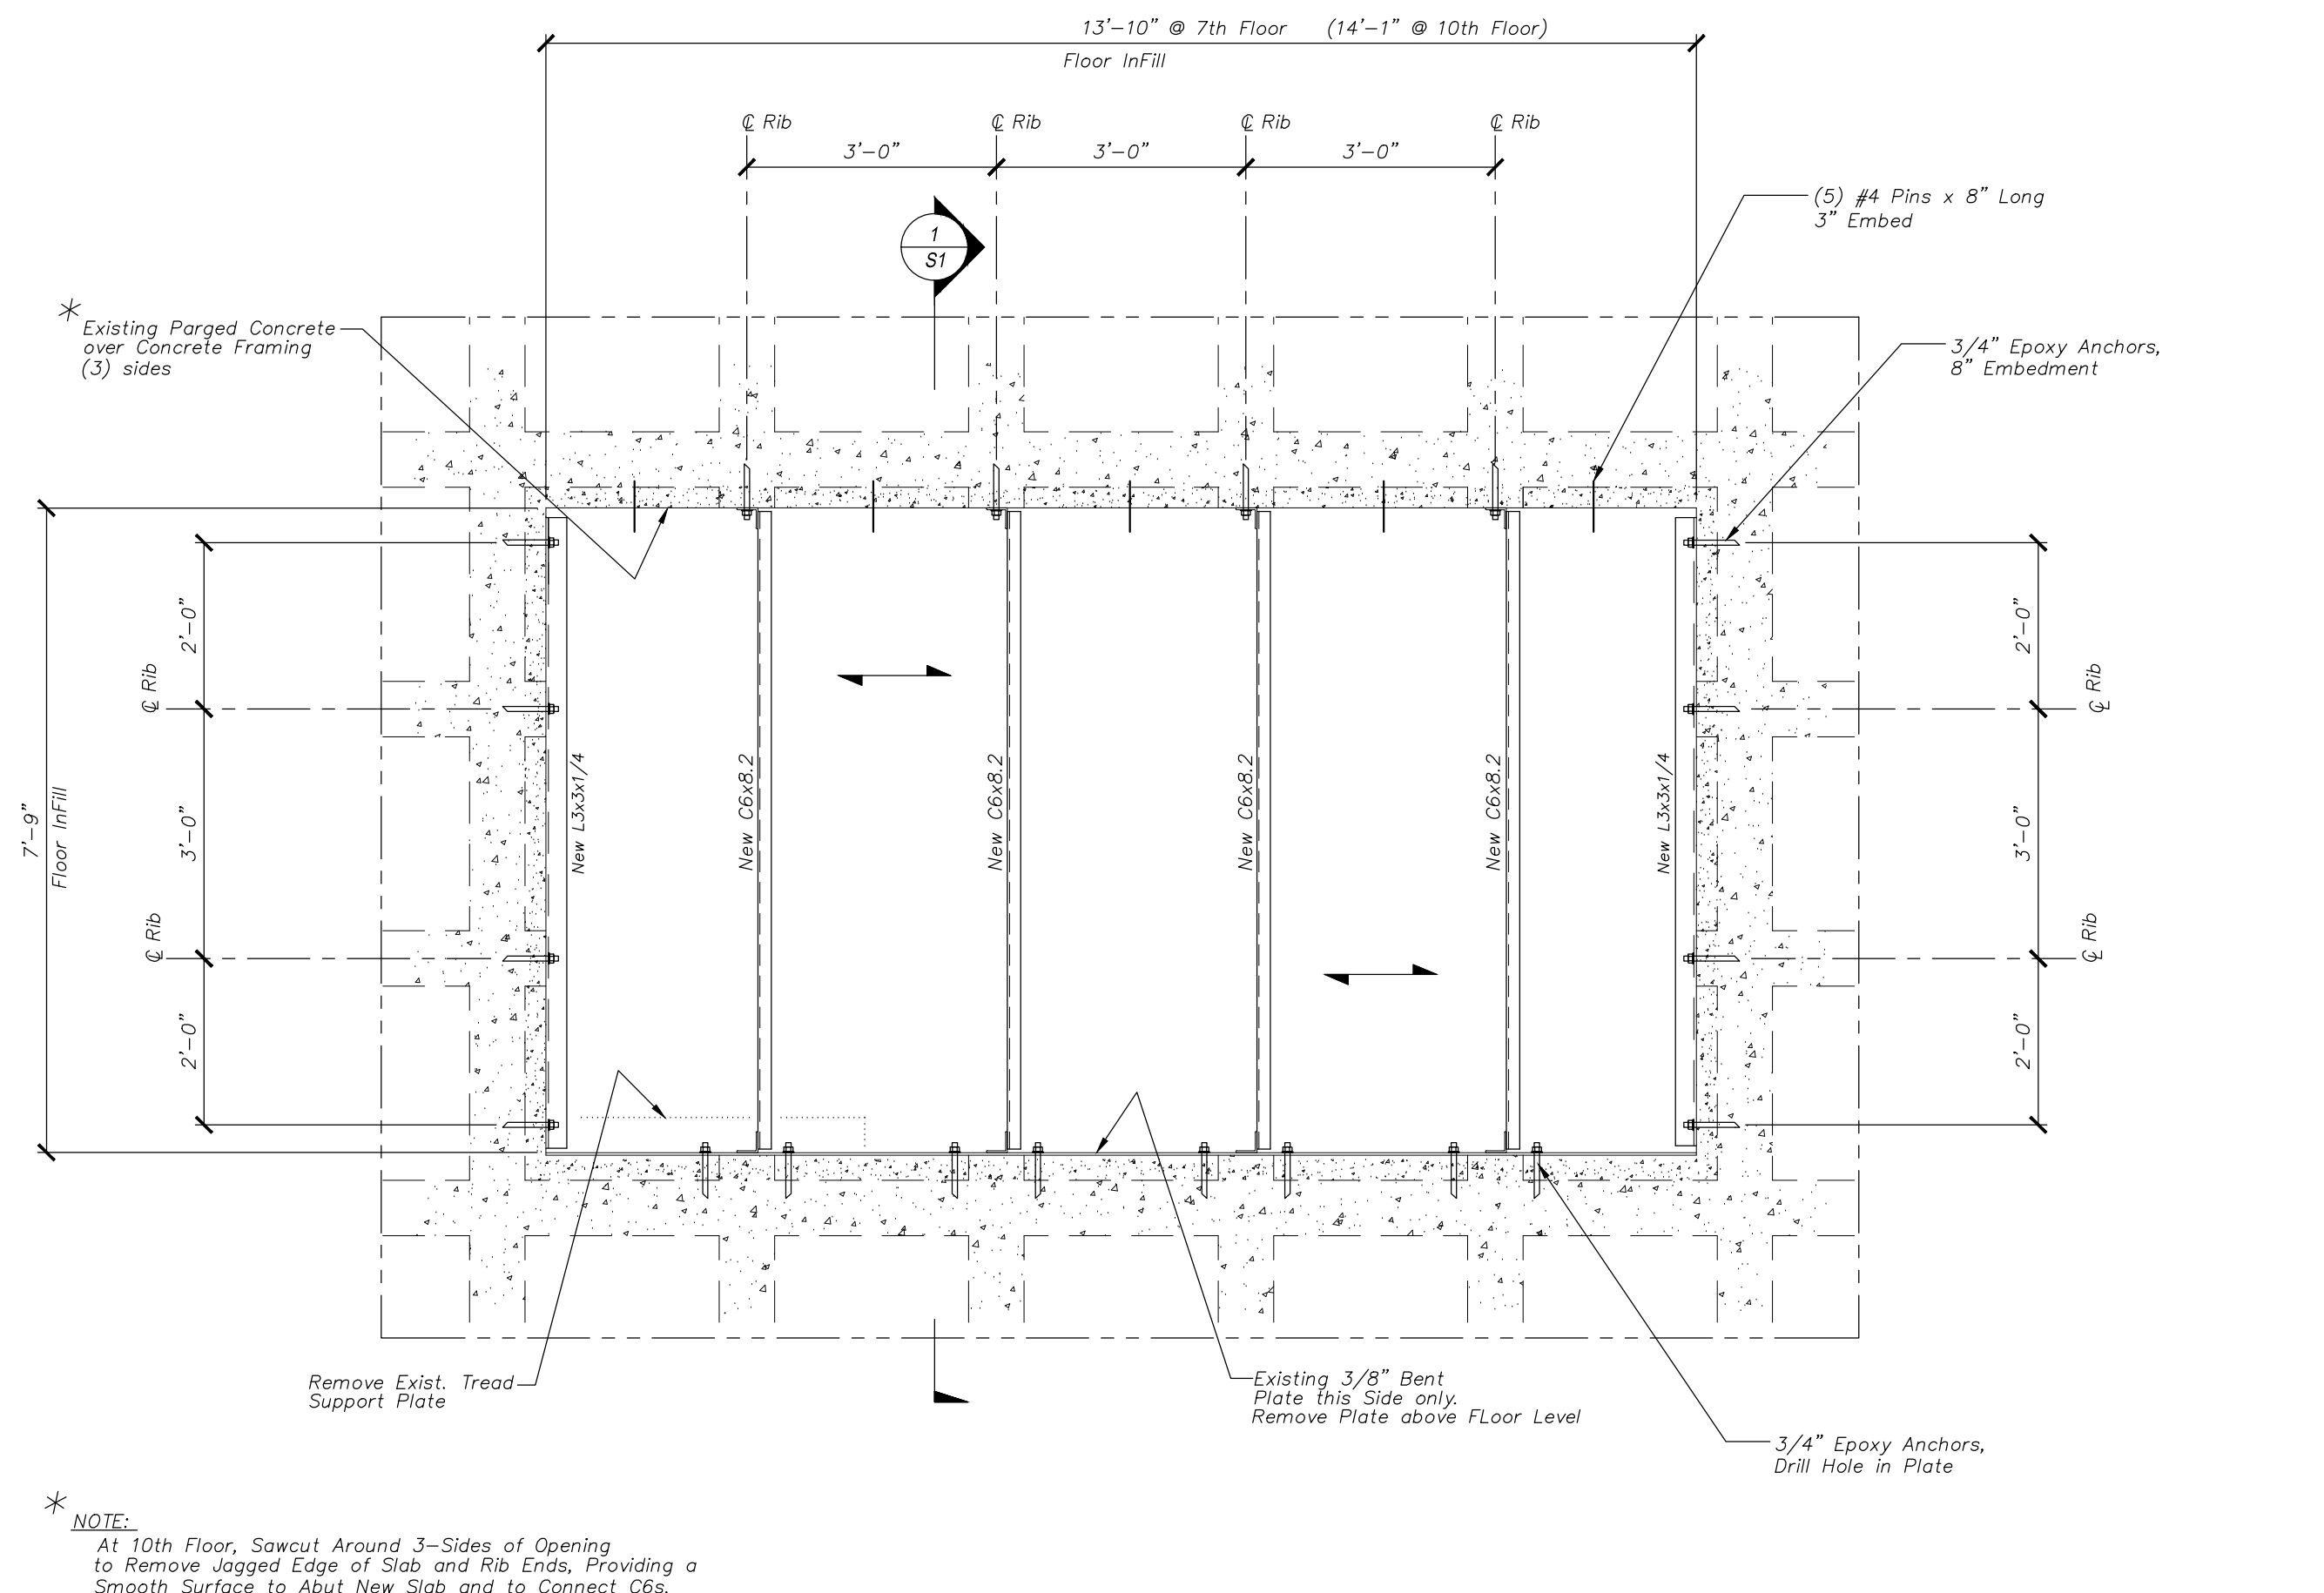 13'-10" @ 7th Floor (14'-1" @ 10th Floor)
Floor InFill
℄ Rib
℄ Rib
℄ Rib
℄ Rib
3'-0"
3'-0"
3'-0"
1
S1
(5) #4 Pins x 8" Long
3" Embed
*
Existing Parged Concrete
over Concrete Framing
(3) sides
3/4" Epoxy Anchors,
8" Embedment
7'-9"
Floor InFill
2'-0"
℄ Rib
3'-0"
℄ Rib
2'-0"
New L3x3x1/4
New C6x8.2
New C6x8.2
New C6x8.2
New C6x8.2
New L3x3x1/4
2'-0"
℄ Rib
3'-0"
℄ Rib
2'-0"
Remove Exist. Tread
Support Plate
Existing 3/8" Bent
Plate this Side only.
Remove Plate above FLoor Level
3/4" Epoxy Anchors,
Drill Hole in Plate
*
NOTE:
At 10th Floor, Sawcut Around 3-Sides of Opening
to Remove Jagged Edge of Slab and Rib Ends, Providing a
Smooth Surface to Abut New Slab and to Connect C6s.